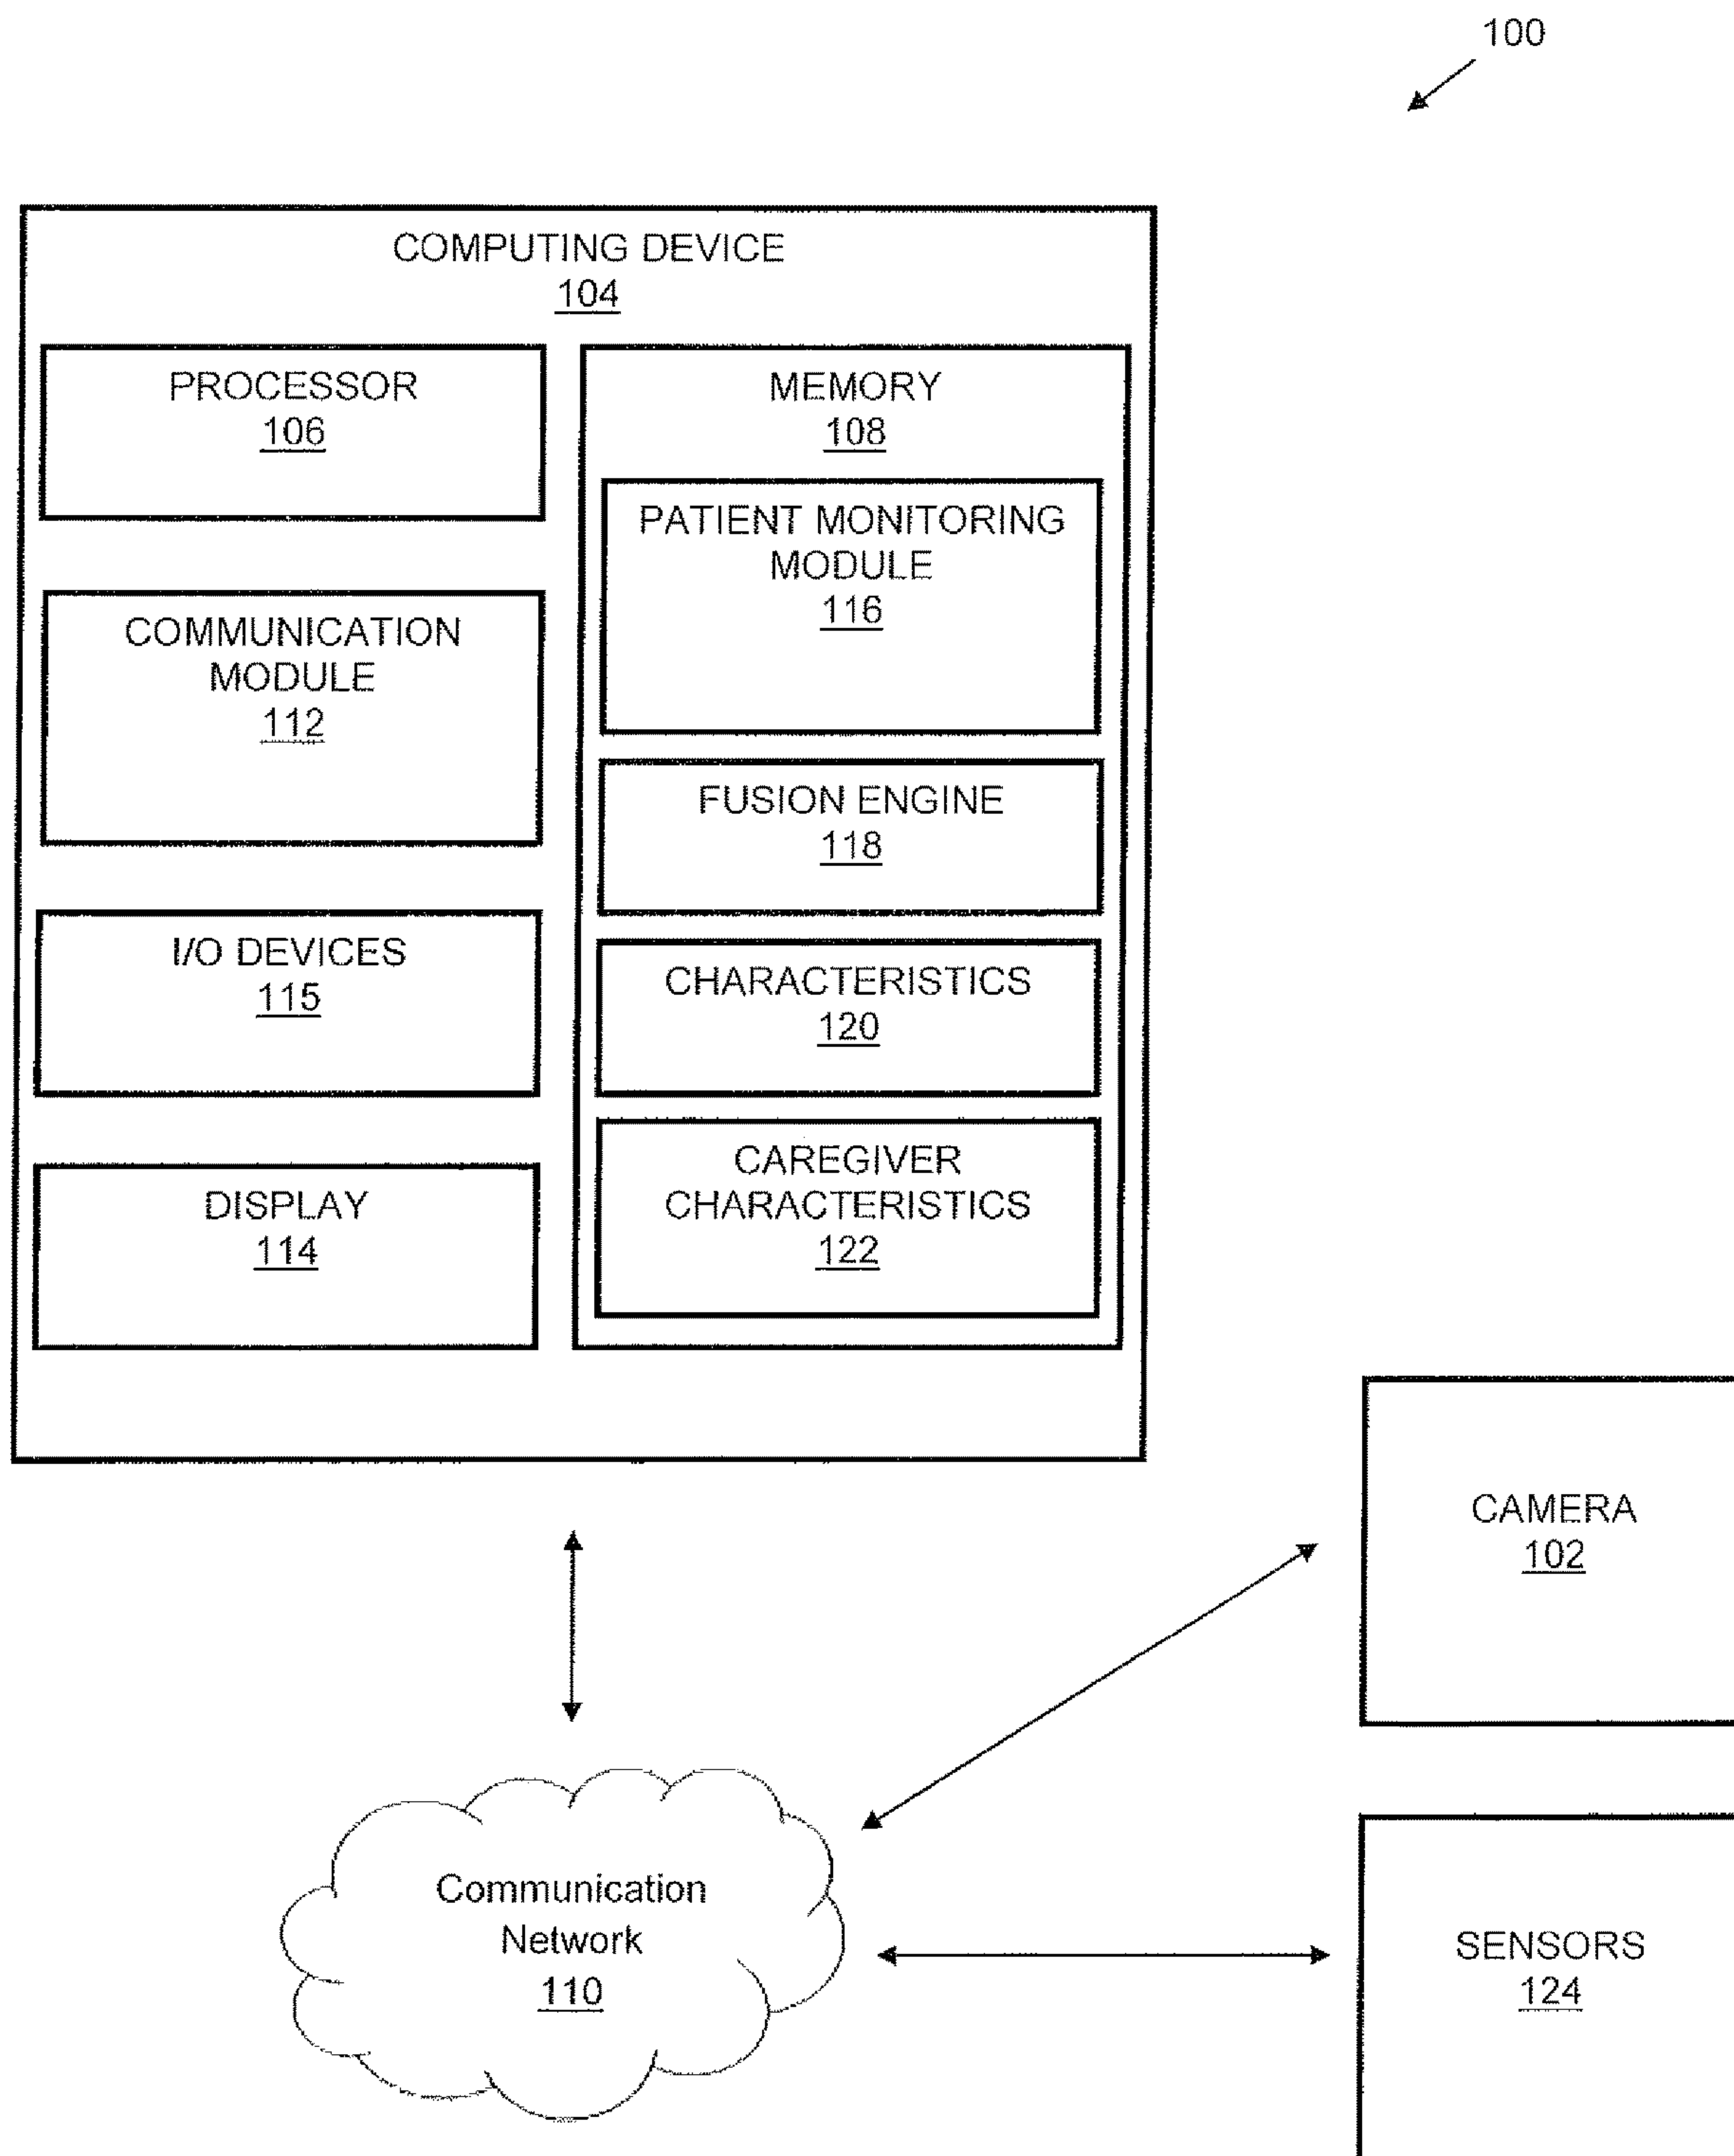 100
COMPUTING DEVICE
104
PROCESSOR
106
COMMUNICATION
MODULE
112
I/O DEVICES
115
DISPLAY
114
MEMORY
108
PATIENT MONITORING
MODULE
116
FUSION ENGINE
118
CHARACTERISTICS
120
CAREGIVER
CHARACTERISTICS
122
CAMERA
102
Communication
Network
110
SENSORS
124